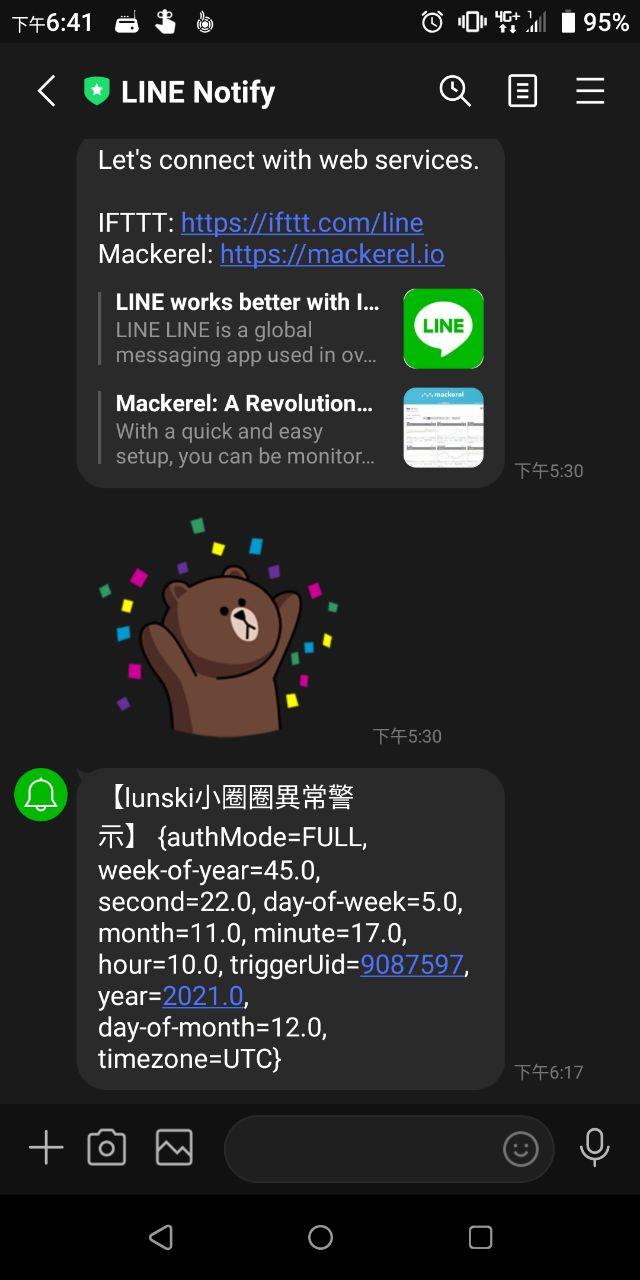 下午6:41
4G+
95%
LINE Notify
Let's connect with web services.
IFTTT: https://ifttt.com/line
Mackerel: https://mackerel.io
LINE works better with I...
LINE LINE is a global
messaging app used in ov...
LINE
Mackerel: A Revolution...
With a quick and easy
setup, you can be monitor...
mackerel
下午5:30
下午5:30
【lunski小圈圈異常警
示】 {authMode=FULL,
week-of-year=45.0,
second=22.0, day-of-week=5.0,
month=11.0, minute=17.0,
hour=10.0, triggerUid=9087597,
year=2021.0,
day-of-month=12.0,
timezone=UTC}
下午6:17